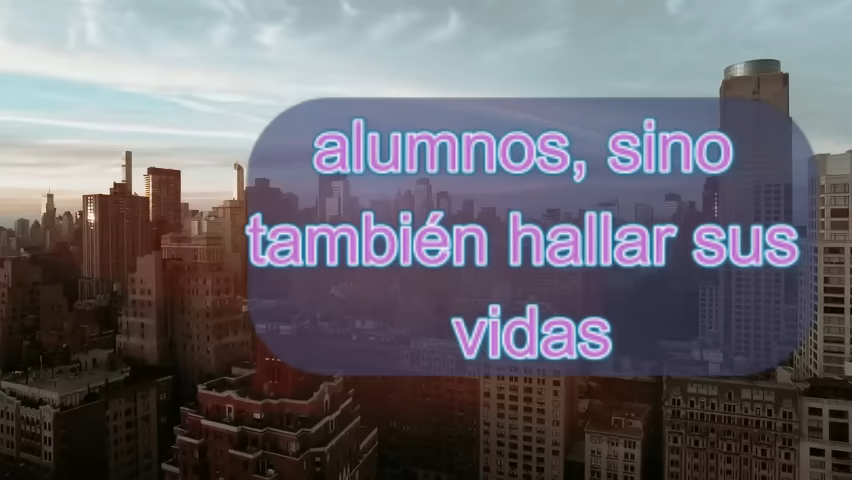 alumnos, sino
también hallar sus
vidas